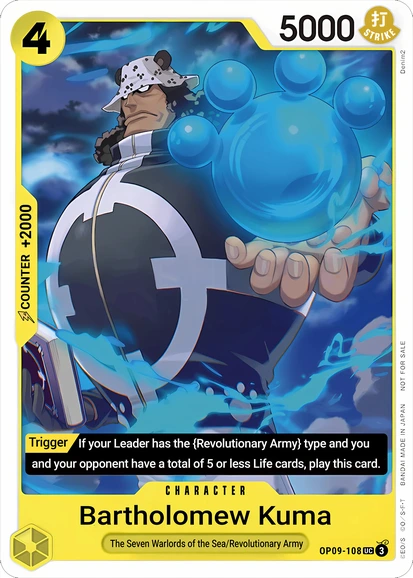 4
5000
打
STRIKE
Denim2
COUNTER +2000
Trigger If your Leader has the {Revolutionary Army} type and you
and your opponent have a total of 5 or less Life cards, play this card.
CHARACTER
Bartholomew Kuma
The Seven Warlords of the Sea/Revolutionary Army
OP09-108 UC 3
©E.O/S. ©O./S·F·T BANDAI MADE IN JAPAN NOT FOR SALE